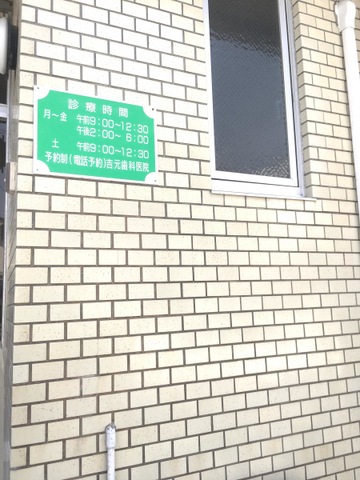 診療時間
月～金 午前9:00～12:30
午後2:00～ 6:00
土 午前9:00～12:30
予約制(電話予約)吉元歯科医院